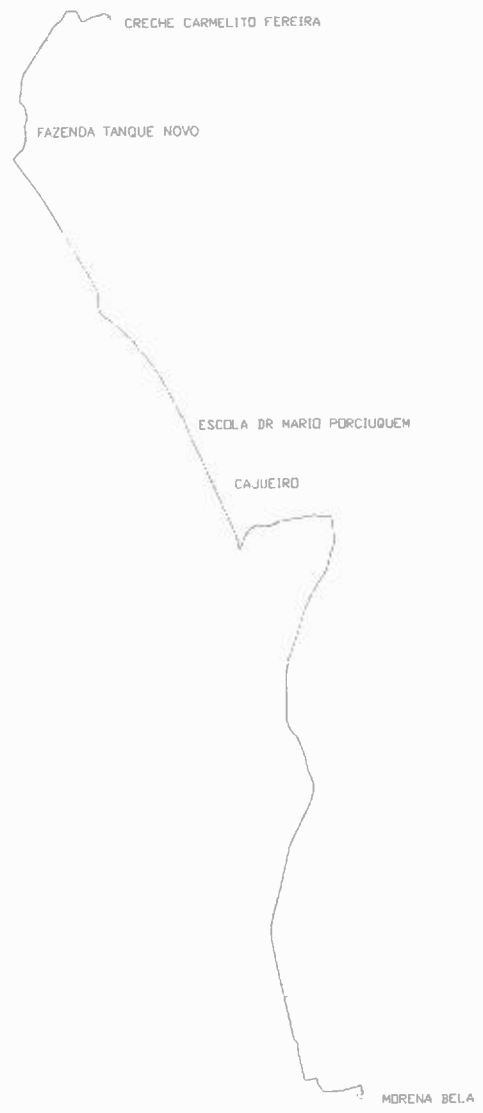 CRECHE CARMELITO FEREIRA
FAZENDA TANQUE NOVO
ESCOLA DR MARIO PORCIUQUEM
CAJUEIRO
MORENA BELA